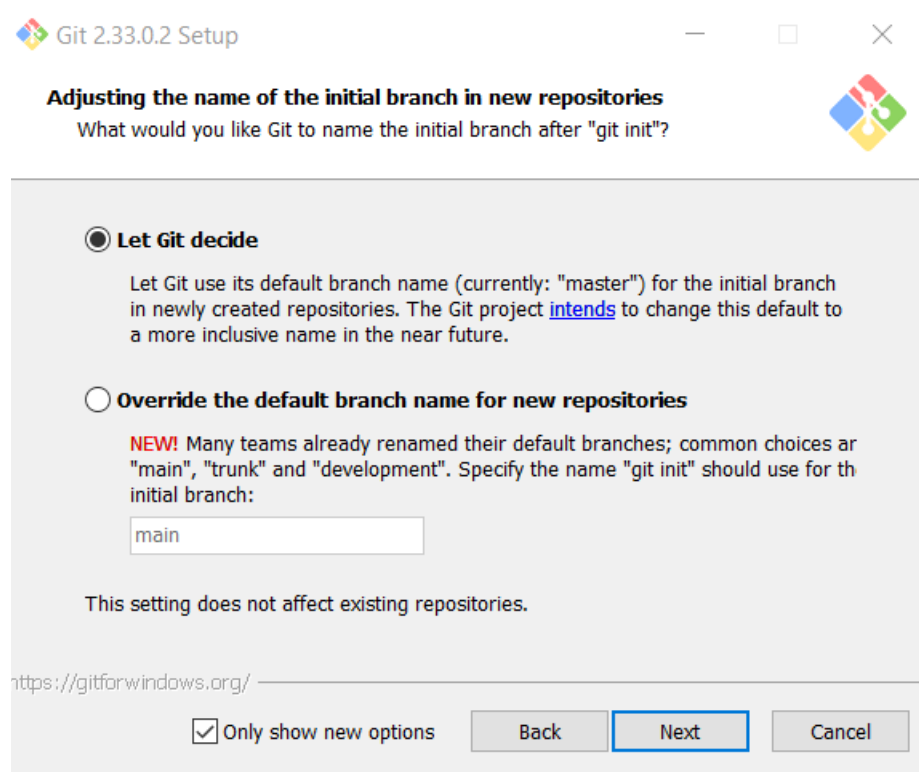 Git 2.33.0.2 Setup
Adjusting the name of the initial branch in new repositories
What would you like Git to name the initial branch after "git init"?
Let Git decide
Let Git use its default branch name (currently: "master") for the initial branch
in newly created repositories. The Git project intends to change this default to
a more inclusive name in the near future.
Override the default branch name for new repositories
NEW! Many teams already renamed their default branches; common choices ar
"main", "trunk" and "development". Specify the name "git init" should use for th
initial branch:
main
This setting does not affect existing repositories.
https://gitforwindows.org/
Only show new options
Back
Next
Cancel